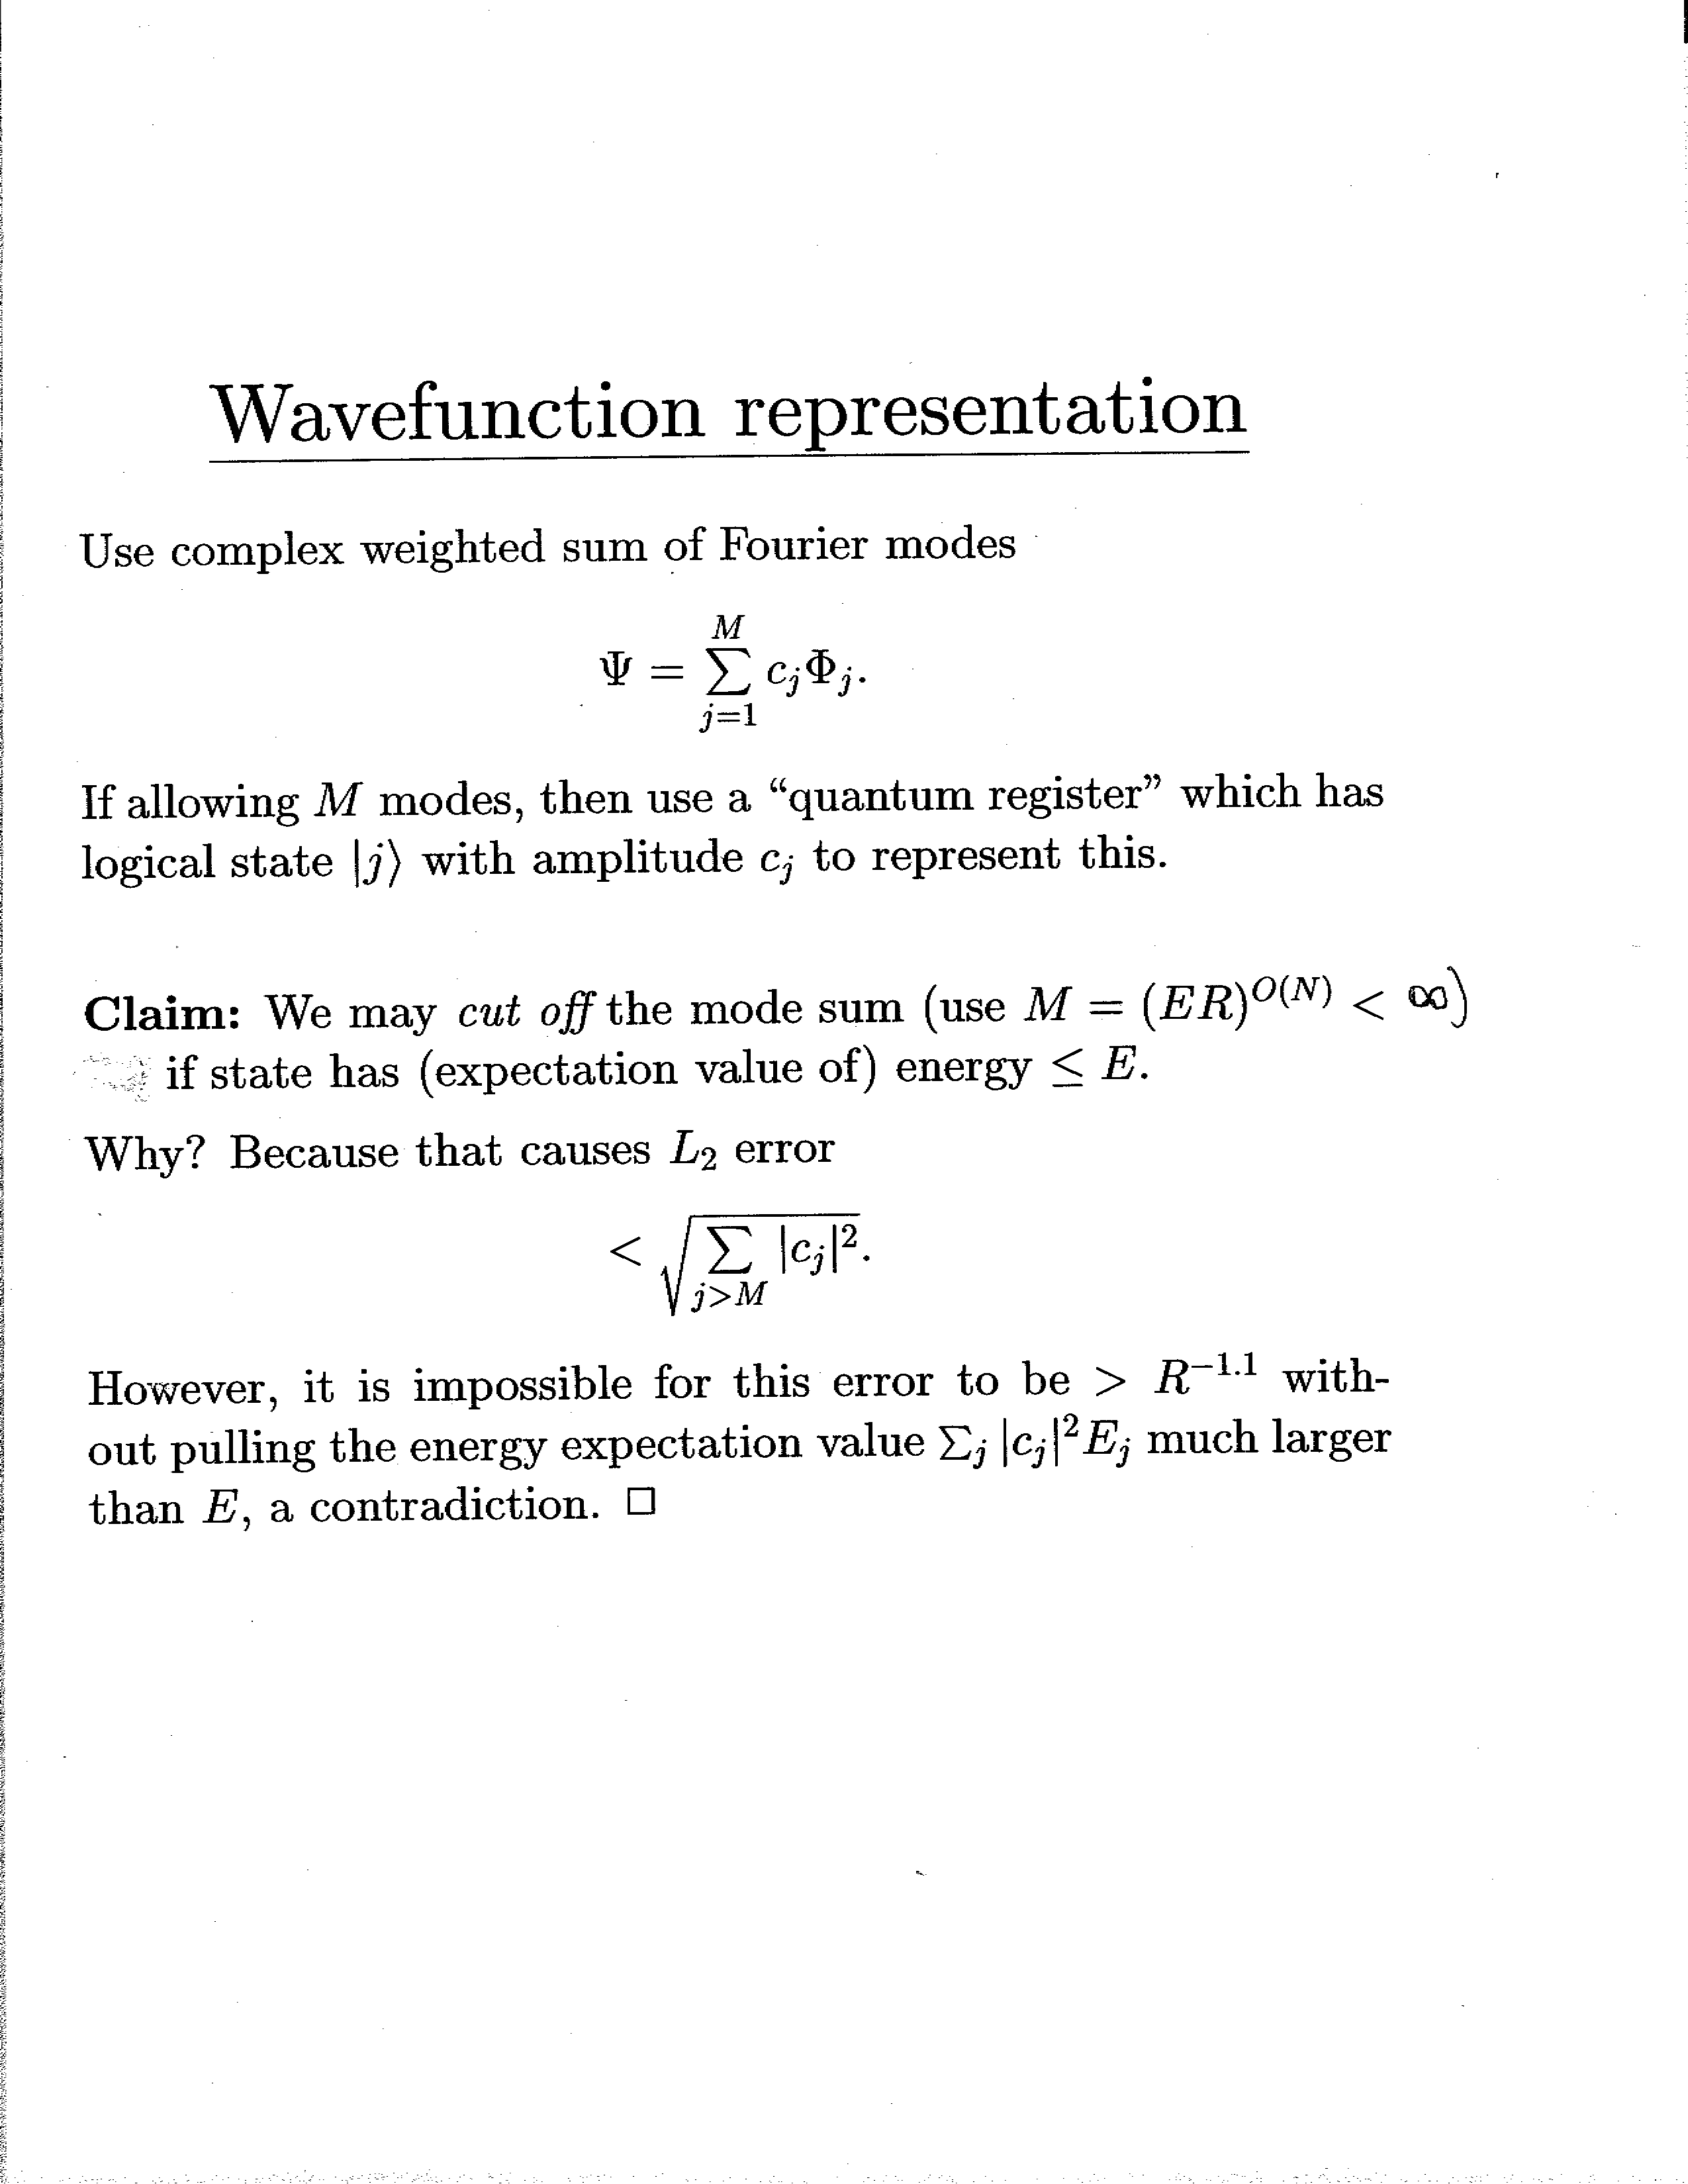 Wavefunction representation
Use complex weighted sum of Fourier modes
$$\Psi = \sum_{j=1}^{M} c_j \Phi_j.$$
If allowing $M$ modes, then use a “quantum register” which has
logical state $|j\rangle$ with amplitude $c_j$ to represent this.
Claim: We may cut off the mode sum (use $M = (ER)^{O(N)} < \infty$)
if state has (expectation value of) energy $\leq E$.
Why? Because that causes $L_2$ error
$$< \sqrt{\sum_{j>M} |c_j|^2}.$$
However, it is impossible for this error to be $> R^{-1.1}$ with-
out pulling the energy expectation value $\Sigma_j |c_j|^2 E_j$ much larger
than $E$, a contradiction. □